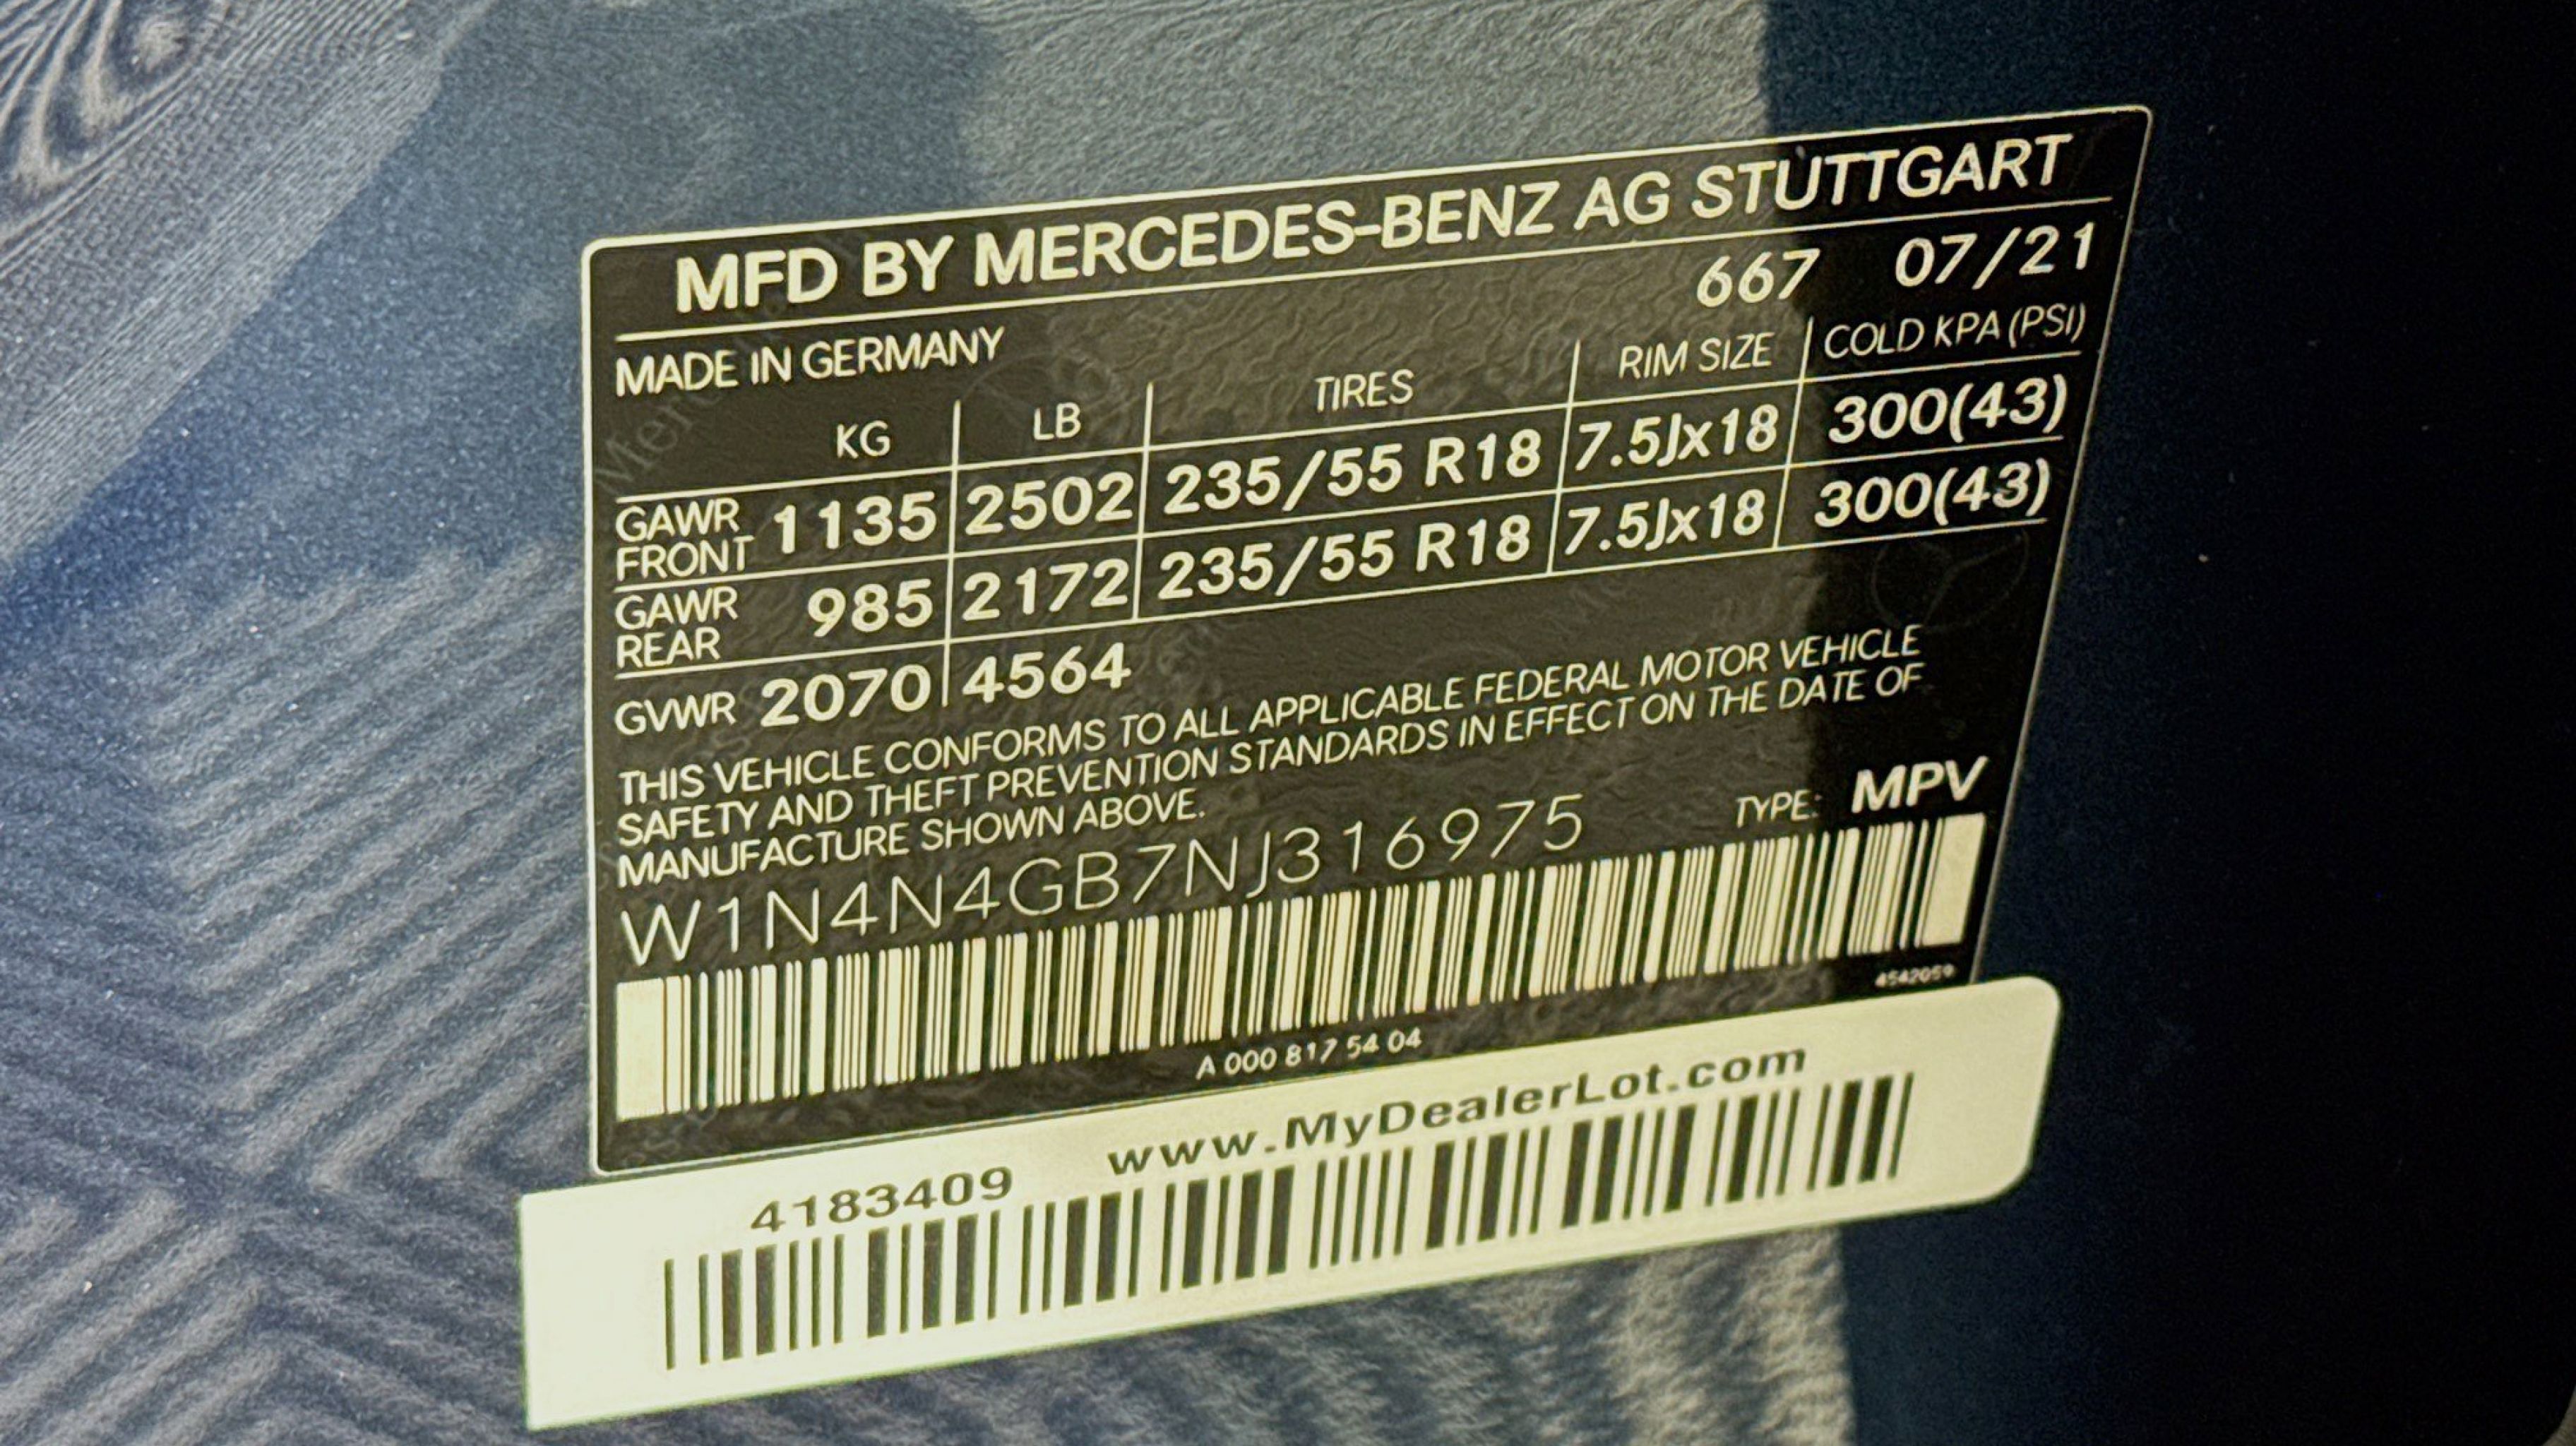 MFD BY MERCEDES-BENZ AG STUTTGART
667 07/21
MADE IN GERMANY
KG LB TIRES RIM SIZE COLD KPA (PSI)
GAWR FRONT 1135 2502 235/55 R18 7.5Jx18 300(43)
GAWR REAR 985 2172 235/55 R18 7.5Jx18 300(43)
GVWR 2070 4564
THIS VEHICLE CONFORMS TO ALL APPLICABLE FEDERAL MOTOR VEHICLE
SAFETY AND THEFT PREVENTION STANDARDS IN EFFECT ON THE DATE OF
MANUFACTURE SHOWN ABOVE.
TYPE: MPV
W1N4N4GB7NJ316975
4542059
A 000 817 54 04
4183409 www.MyDealerLot.com